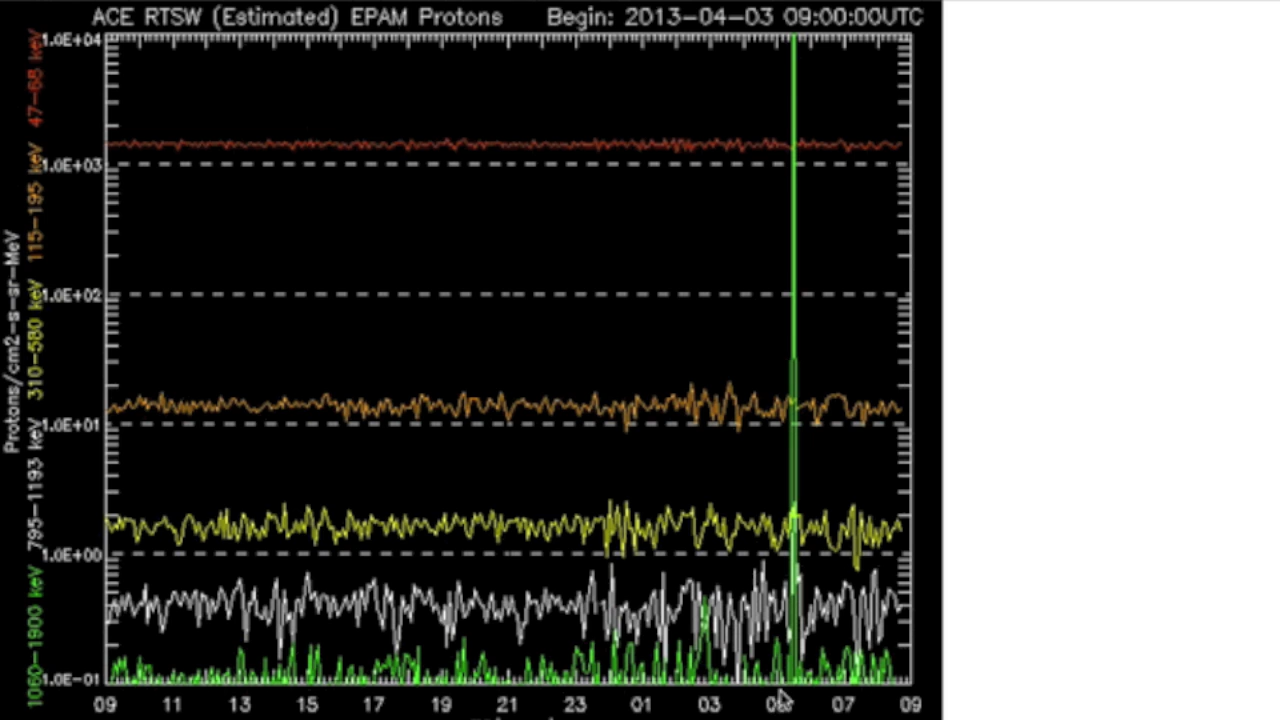 ACE RTSW (Estimated) EPAM Protons Begin: 2013-04-03 09:00:00UTC
Protons/cm2-s-sr-MeV
1060-1900 keV 795-1193 keV 310-580 keV 115-195 keV 47-68 keV
1.0E+04
1.0E+03
1.0E+02
1.0E+01
1.0E+00
1.0E-01
09 11 13 15 17 19 21 23 01 03 07 09